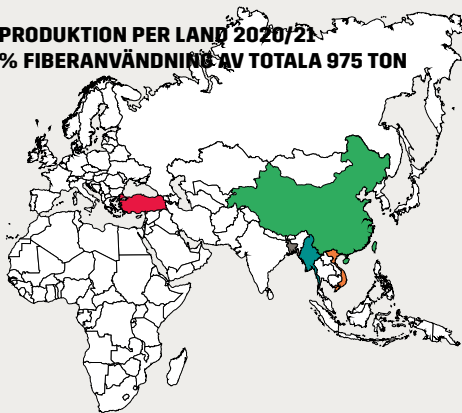 PRODUKTION PER LAND 2020/21
% FIBERANVÄNDNING AV TOTALA 975 TON